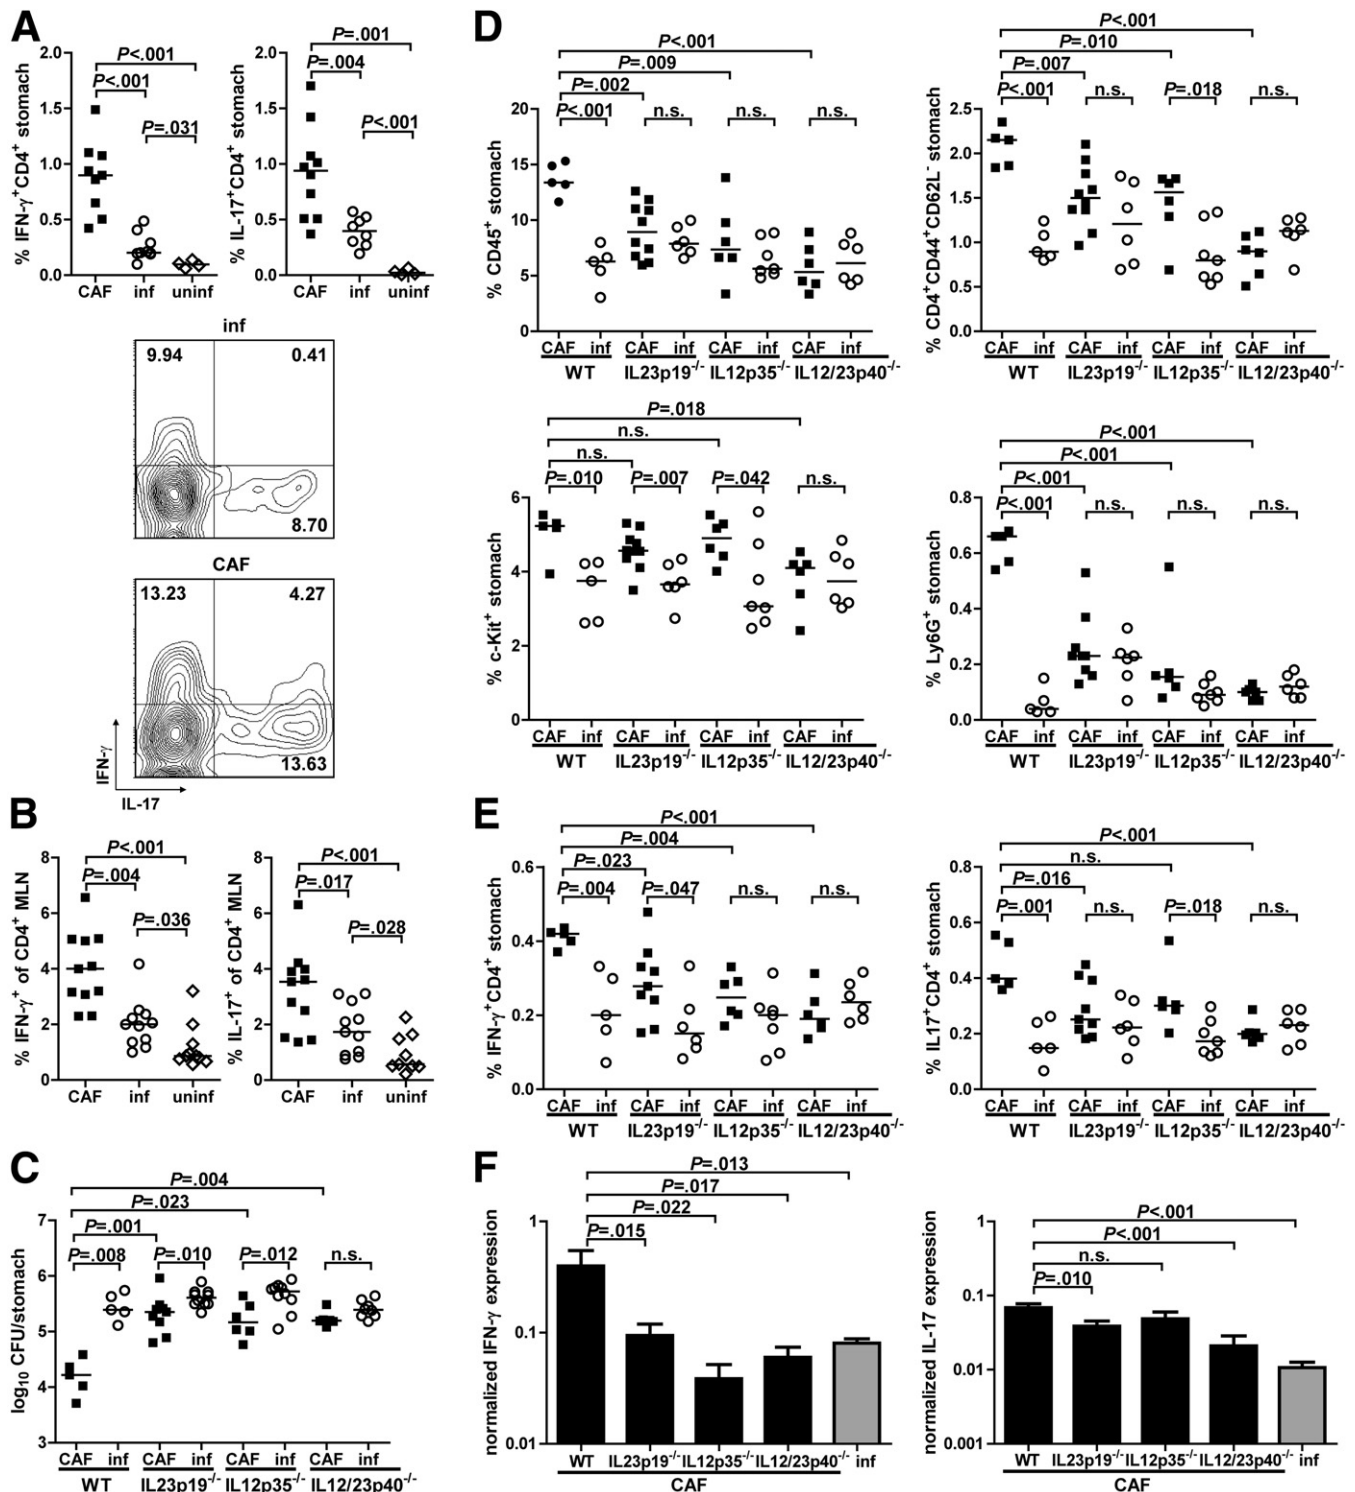 A
% IFN-γ⁺CD4⁺ stomach
2.0
1.5
1.0
0.5
0.0
P<.001
P<.001
P=.031
CAF inf uninf
% IL-17⁺CD4⁺ stomach
2.0
1.5
1.0
0.5
0.0
P=.001
P=.004
P<.001
CAF inf uninf
inf
9.94 0.41
8.70
CAF
13.23 4.27
13.63
IFN-γ
IL-17
B
% IFN-γ⁺ of CD4⁺ MLN
8
6
4
2
0
P<.001
P=.004
P=.036
CAF inf uninf
% IL-17⁺ of CD4⁺ MLN
8
6
4
2
0
P<.001
P=.017
P=.028
CAF inf uninf
C
log₁₀ CFU/stomach
7
6
5
4
3
P=.004
P=.023
P=.001
P=.008 P=.010 P=.012 n.s.
CAF inf CAF inf CAF inf CAF inf
WT IL23p19⁻/⁻ IL12p35⁻/⁻ IL12/23p40⁻/⁻
D
% CD45⁺ stomach
20
15
10
5
0
P<.001
P=.009
P=.002
P<.001 n.s. n.s. n.s.
CAF inf CAF inf CAF inf CAF inf
WT IL23p19⁻/⁻ IL12p35⁻/⁻ IL12/23p40⁻/⁻
% CD4⁺CD44⁺CD62L⁻ stomach
2.5
2.0
1.5
1.0
0.5
0.0
P<.001
P=.010
P=.007
P<.001 n.s. P=.018 n.s.
CAF inf CAF inf CAF inf CAF inf
WT IL23p19⁻/⁻ IL12p35⁻/⁻ IL12/23p40⁻/⁻
% c-Kit⁺ stomach
6
4
2
0
P=.018
n.s.
n.s.
P=.010 P=.007 P=.042 n.s.
CAF inf CAF inf CAF inf CAF inf
WT IL23p19⁻/⁻ IL12p35⁻/⁻ IL12/23p40⁻/⁻
% Ly6G⁺ stomach
0.8
0.6
0.4
0.2
0.0
P<.001
P<.001
P<.001
P<.001 n.s. n.s. n.s.
CAF inf CAF inf CAF inf CAF inf
WT IL23p19⁻/⁻ IL12p35⁻/⁻ IL12/23p40⁻/⁻
E
% IFN-γ⁺CD4⁺ stomach
0.6
0.4
0.2
0.0
P<.001
P=.004
P=.023
P=.004 P=.047 n.s. n.s.
CAF inf CAF inf CAF inf CAF inf
WT IL23p19⁻/⁻ IL12p35⁻/⁻ IL12/23p40⁻/⁻
% IL17⁺CD4⁺ stomach
0.8
0.6
0.4
0.2
0.0
P<.001
n.s.
P=.016
P=.001 n.s. P=.018 n.s.
CAF inf CAF inf CAF inf CAF inf
WT IL23p19⁻/⁻ IL12p35⁻/⁻ IL12/23p40⁻/⁻
F
normalized IFN-γ expression
1
0.1
0.01
P=.013
P=.017
P=.022
P=.015
WT IL23p19⁻/⁻ IL12p35⁻/⁻ IL12/23p40⁻/⁻ inf
CAF
normalized IL-17 expression
1
0.1
0.01
0.001
P<.001
P<.001
n.s.
P=.010
WT IL23p19⁻/⁻ IL12p35⁻/⁻ IL12/23p40⁻/⁻ inf
CAF